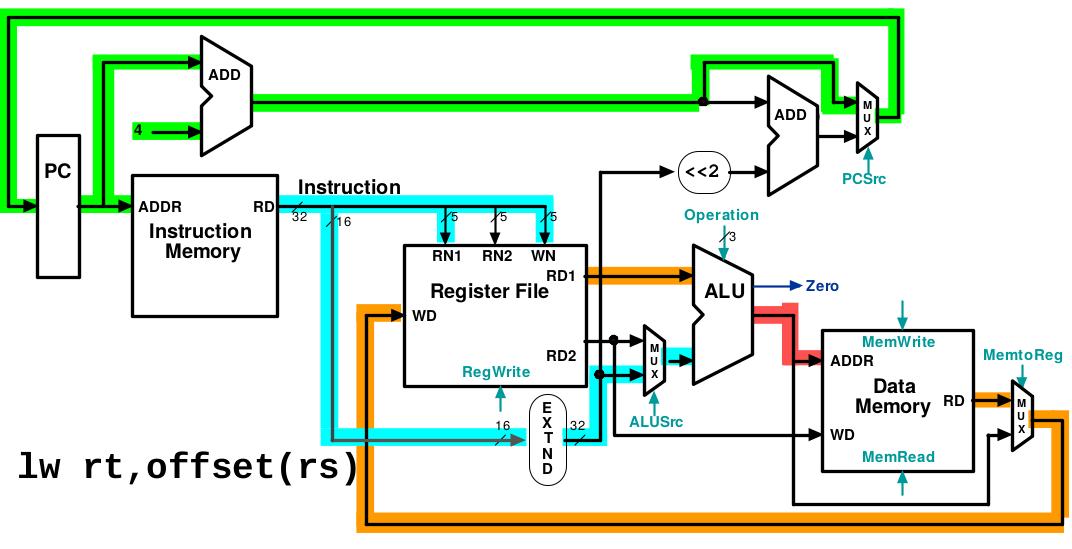 ADD
4
PC
ADD
M
U
X
<<2
PCSrc
Instruction
ADDR
RD
32
16
5
5
5
Instruction
Memory
RN1
RN2
WN
Operation
3
RD1
Register File
ALU
Zero
WD
MemWrite
MemtoReg
RD2
M
U
X
ADDR
RegWrite
Data
Memory
RD
M
U
X
ALUSrc
16
E
X
T
N
D
32
WD
MemRead
lw rt,offset(rs)